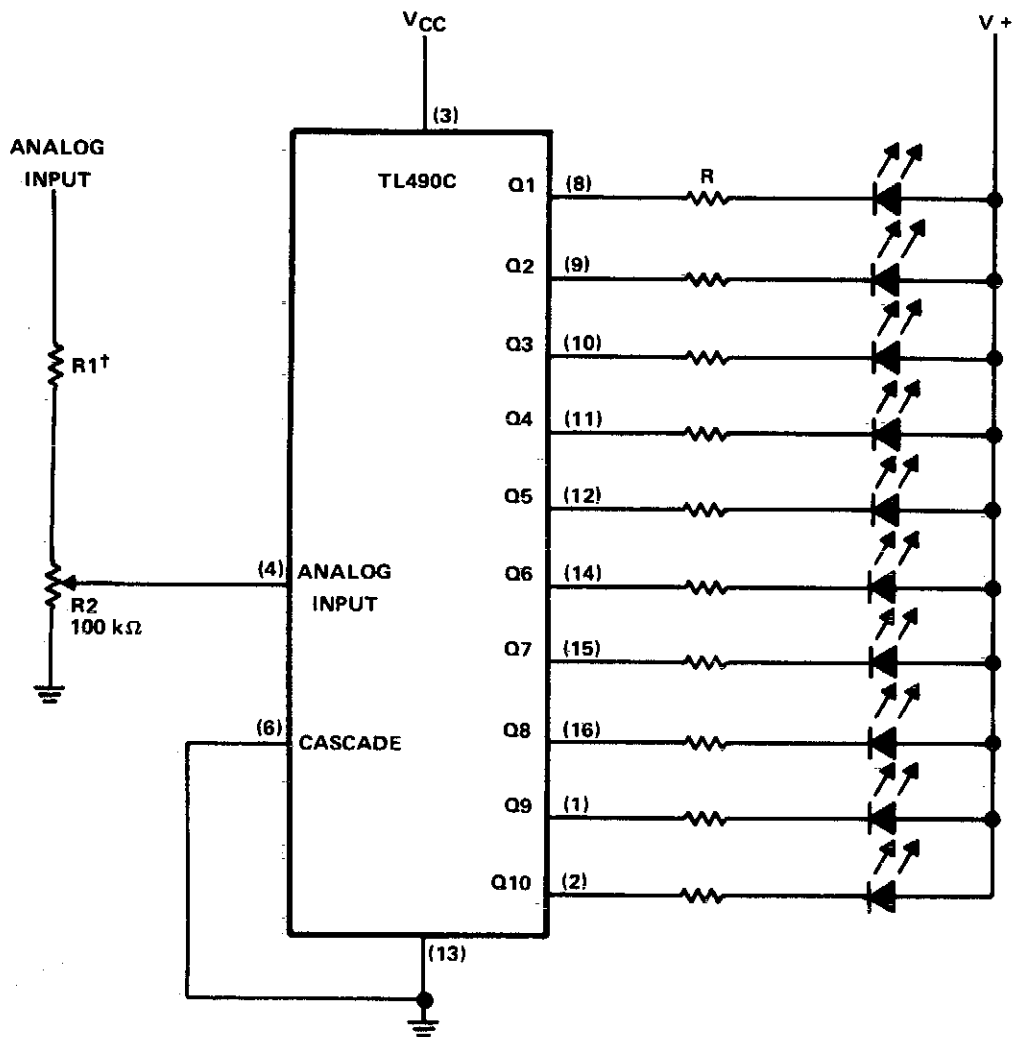 VCC
V +
(3)
ANALOG
INPUT
TL490C
Q1
(8)
R
Q2
(9)
Q3
(10)
R1†
Q4
(11)
Q5
(12)
(4)
ANALOG
INPUT
Q6
(14)
R2
100 kΩ
Q7
(15)
(6)
CASCADE
Q8
(16)
Q9
(1)
Q10
(2)
(13)